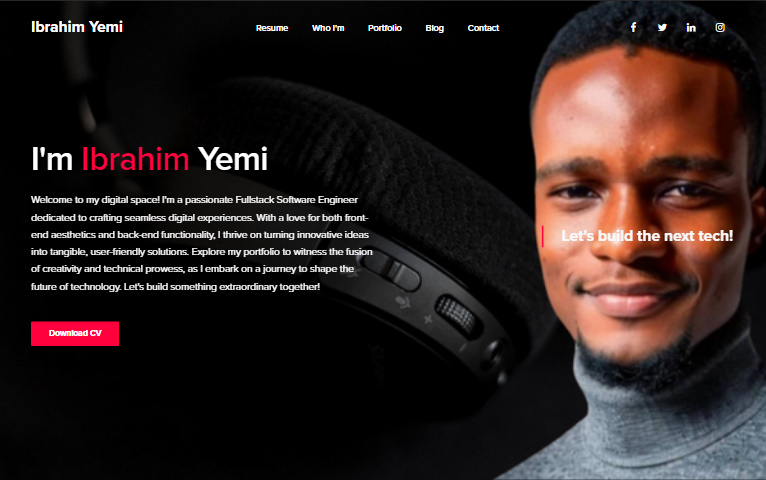 Ibrahim Yemi
Resume Who I'm Portfolio Blog Contact
I'm Ibrahim Yemi
Welcome to my digital space! I'm a passionate Fullstack Software Engineer
dedicated to crafting seamless digital experiences. With a love for both front-
end aesthetics and back-end functionality, I thrive on turning innovative ideas
into tangible, user-friendly solutions. Explore my portfolio to witness the fusion
of creativity and technical prowess, as I embark on a journey to shape the
future of technology. Let's build something extraordinary together!
Let's build the next tech!
Download CV